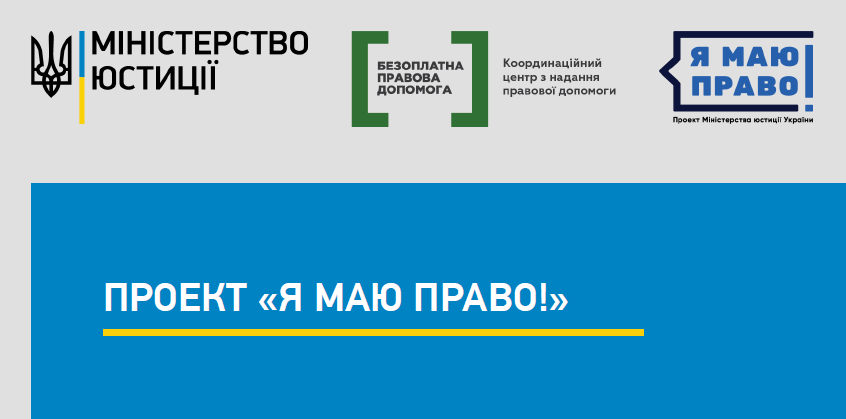 МІНІСТЕРСТВО
ЮСТИЦІЇ
БЕЗОПЛАТНА
ПРАВОВА
ДОПОМОГА
Координаційний
центр з надання
правової допомоги
Я МАЮ
ПРАВО!
Проект Міністерства юстиції України
ПРОЕКТ «Я МАЮ ПРАВО!»